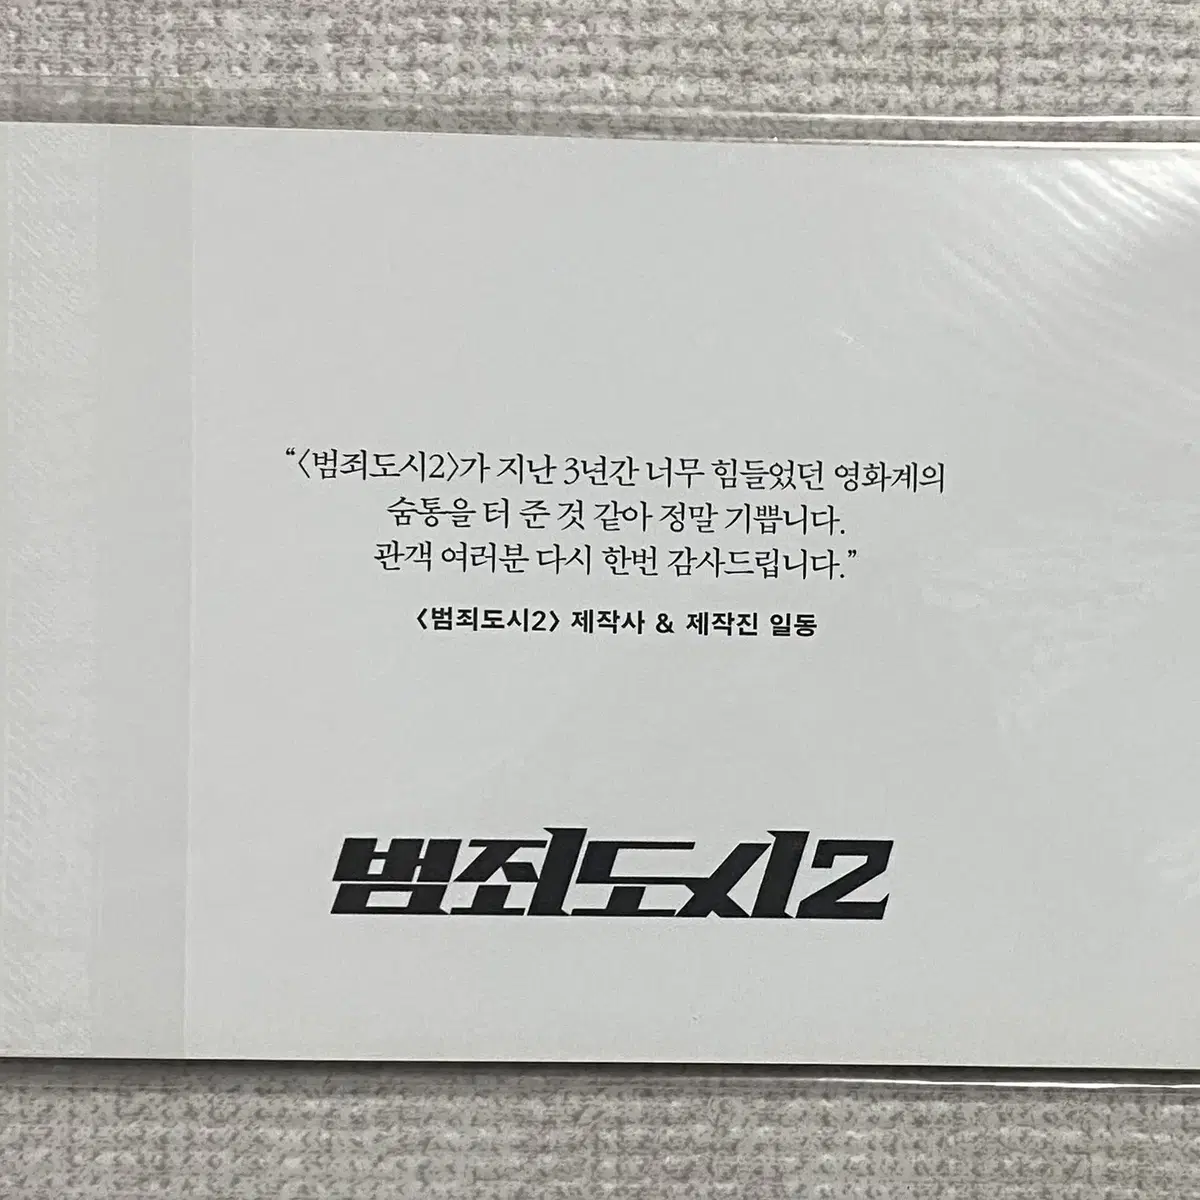 “<범죄도시2>가 지난 3년간 너무 힘들었던 영화계의
숨통을 터 준 것 같아 정말 기쁩니다.
관객 여러분 다시 한번 감사드립니다.”
<범죄도시2> 제작사 & 제작진 일동
범죄도시2